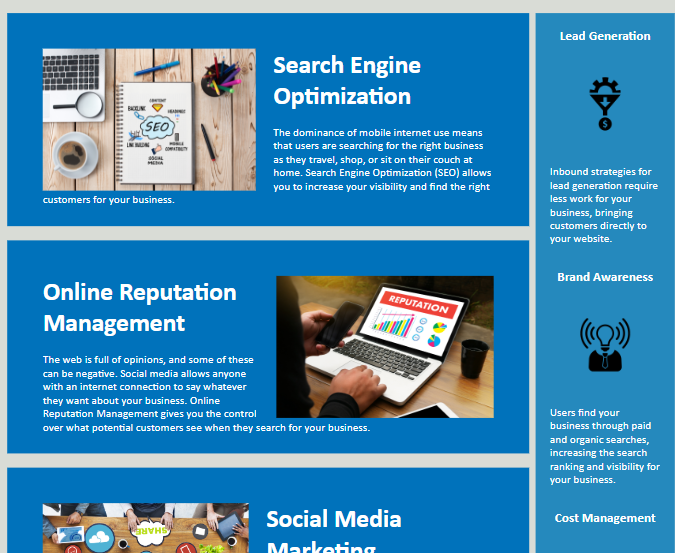 Search Engine
Optimization
The dominance of mobile internet use means
that users are searching for the right business
as they travel, shop, or sit on their couch at
home. Search Engine Optimization (SEO) allows
you to increase your visibility and find the right
customers for your business.
CONTENT
BACKLINK
KEYWORDS
SEO
LINK BUILDING
MOBILE
COMPATIBILITY
SOCIAL
MEDIA
Online Reputation
Management
The web is full of opinions, and some of these
can be negative. Social media allows anyone
with an internet connection to say whatever
they want about your business. Online
Reputation Management gives you the control
over what potential customers see when they search for your business.
REPUTATION
Social Media
Marketing
SHARE
Lead Generation
$
Inbound strategies for
lead generation require
less work for your
business, bringing
customers directly to
your website.
Brand Awareness
Users find your
business through paid
and organic searches,
increasing the search
ranking and visibility for
your business.
Cost Management